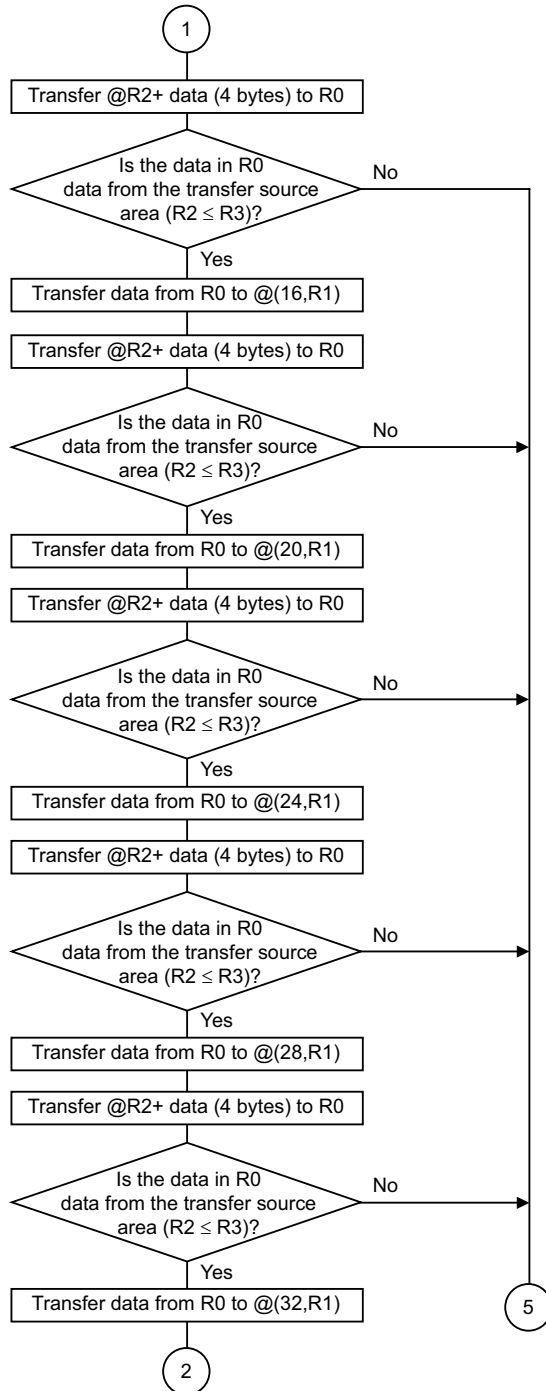 1
Transfer @R2+ data (4 bytes) to R0
Is the data in R0
data from the transfer source
area (R2 ≤ R3)?
No
Yes
Transfer data from R0 to @(16,R1)
Transfer @R2+ data (4 bytes) to R0
Is the data in R0
data from the transfer source
area (R2 ≤ R3)?
No
Yes
Transfer data from R0 to @(20,R1)
Transfer @R2+ data (4 bytes) to R0
Is the data in R0
data from the transfer source
area (R2 ≤ R3)?
No
Yes
Transfer data from R0 to @(24,R1)
Transfer @R2+ data (4 bytes) to R0
Is the data in R0
data from the transfer source
area (R2 ≤ R3)?
No
Yes
Transfer data from R0 to @(28,R1)
Transfer @R2+ data (4 bytes) to R0
Is the data in R0
data from the transfer source
area (R2 ≤ R3)?
No
Yes
Transfer data from R0 to @(32,R1)
5
2